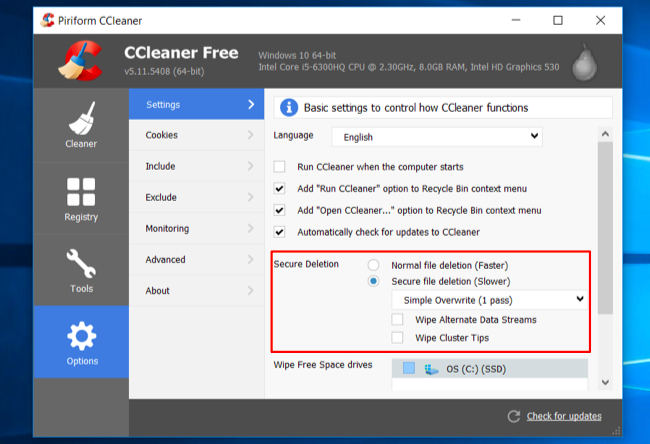 Piriform CCleaner
CCleaner Free
v5.11.5408 (64-bit)
Windows 10 64-bit
Intel Core i5-6300HQ CPU @ 2.30GHz, 8.0GB RAM, Intel HD Graphics 530
Cleaner
Registry
Tools
Options
Settings
Cookies
Include
Exclude
Monitoring
Advanced
About
Basic settings to control how CCleaner functions
Language English
Run CCleaner when the computer starts
Add "Run CCleaner" option to Recycle Bin context menu
Add "Open CCleaner..." option to Recycle Bin context menu
Automatically check for updates to CCleaner
Secure Deletion Normal file deletion (Faster)
Secure file deletion (Slower)
Simple Overwrite (1 pass)
Wipe Alternate Data Streams
Wipe Cluster Tips
Wipe Free Space drives OS (C:) (SSD)
Check for updates